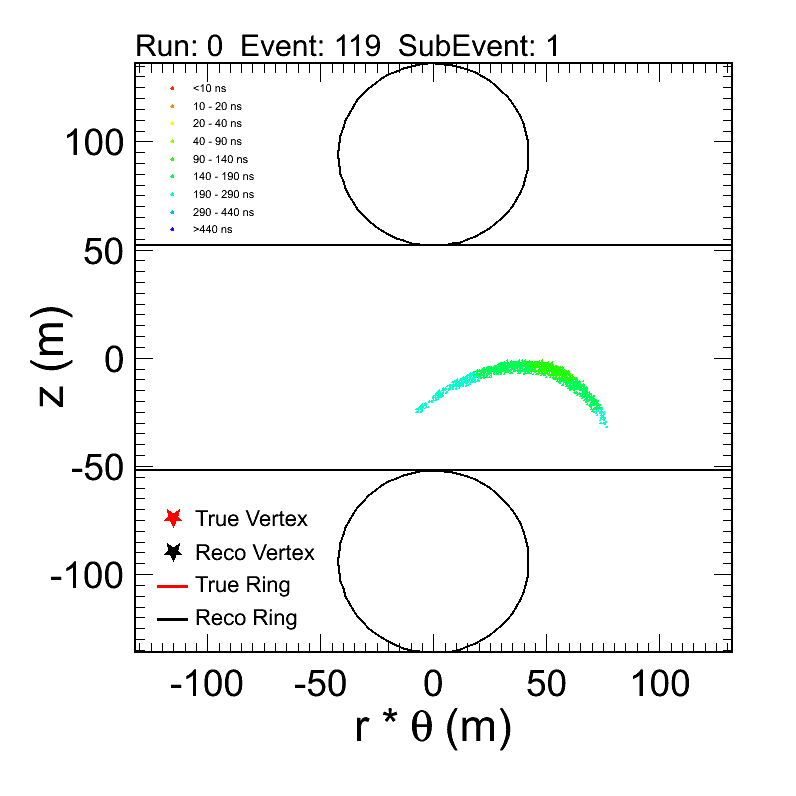 Run: 0  Event: 119  SubEvent: 1
<10 ns
10 - 20 ns
20 - 40 ns
40 - 90 ns
90 - 140 ns
140 - 190 ns
190 - 290 ns
290 - 440 ns
>440 ns
100
50
0
-50
-100
z (m)
True Vertex
Reco Vertex
True Ring
Reco Ring
-100 -50 0 50 100
r * θ (m)